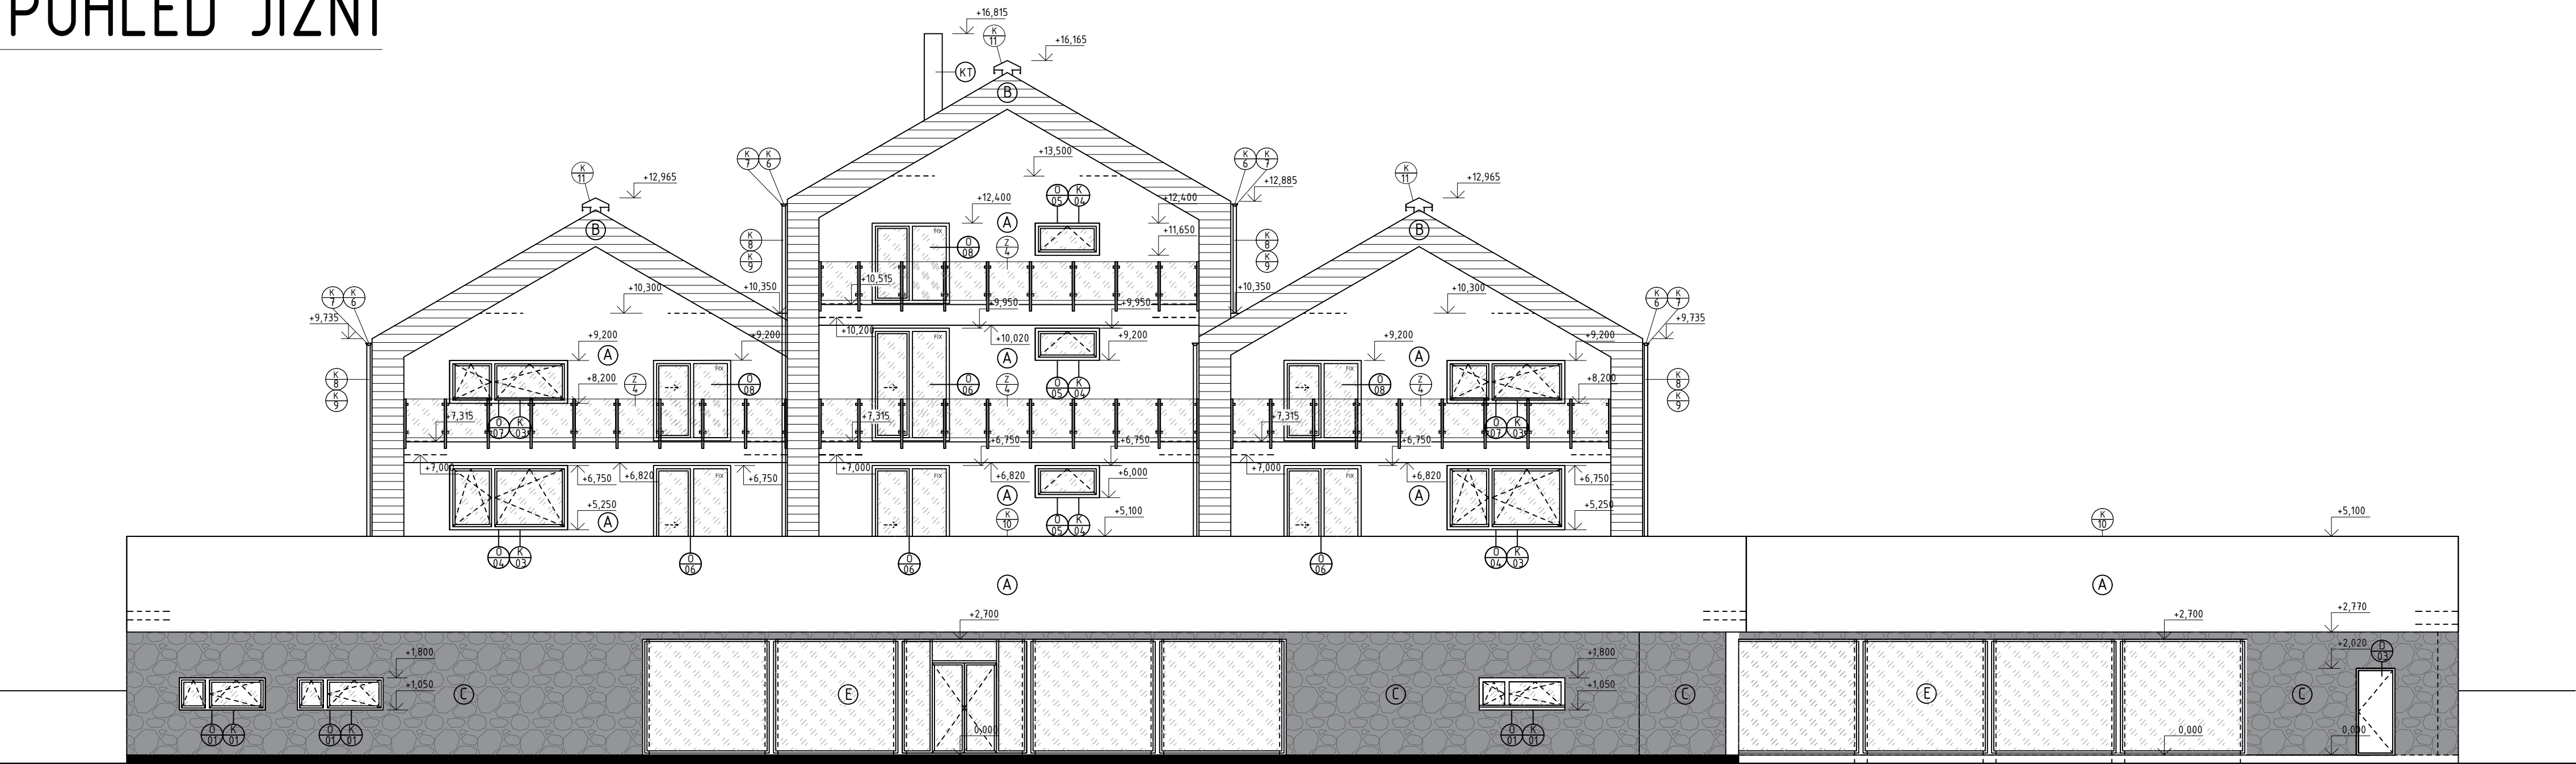 POHLED JIŽNÍ
+16,815
K 11
+16,165
KT
B
K 7 K 6
+13,500
K 6 K 7
K 11
+12,965
+12,885
K 11
+12,965
O 05 K 04
+12,400
A
+12,400
B
K 8
K 9
FIX
O 08
Z 4
+11,650
K 8
K 9
B
K 7 K 6
+10,300
+10,350
+10,515
+10,350
+10,300
K 6 K 7
+9,735
+9,950
+9,950
+9,735
+9,200
+9,200
+10,200
FIX
+10,020
+9,200
+9,200
+9,200
A
A
A
K 8
K 9
+8,200
Z 4
FIX
O 08
O 06
Z 4
O 05 K 04
FIX
O 08
Z 4
+8,200
K 8
K 9
+7,315
O 07 K 03
+7,315
+7,315
O 07 K 03
+6,750
+6,750
+6,750
+7,000
+6,750
+6,820
FIX
+6,750
+7,000
FIX
+6,820
+6,000
+7,000
FIX
+6,820
+6,750
A
A
+5,250
A
K 10
O 05 K 04
+5,100
+5,250
K 10
+5,100
O 04 K 03
O 06
O 06
O 06
O 04 K 03
A
A
+2,700
+2,700
+2,770
+1,800
+1,800
+2,020
D 03
+1,050
C
E
C
+1,050
C
E
C
O 01 K 01
O 01 K 01
0,000
O 01 K 01
0,000
0,000